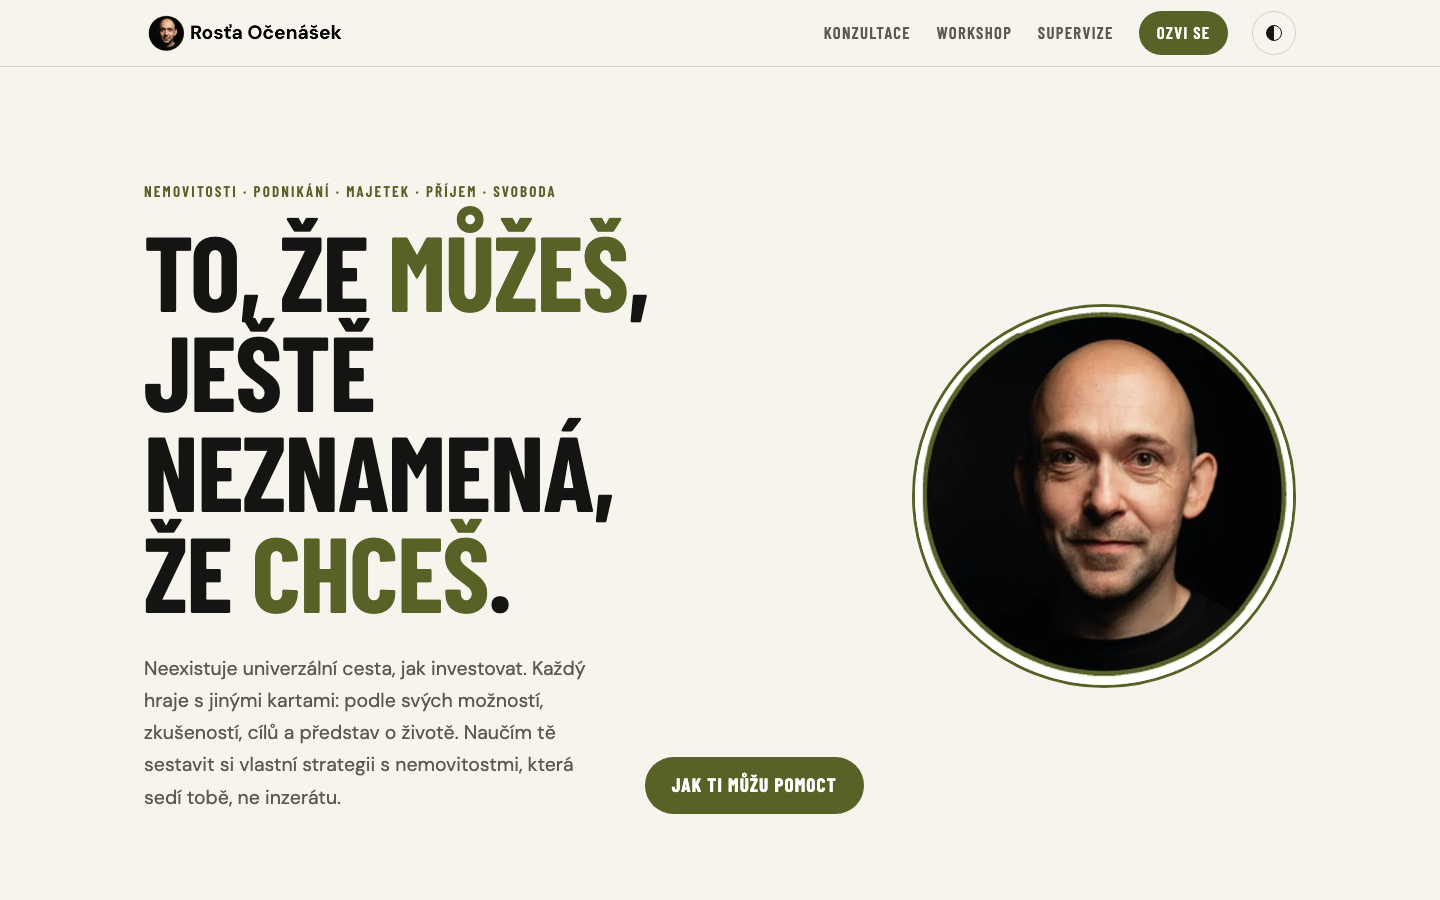 Rosťa Očenášek
KONZULTACE
WORKSHOP
SUPERVIZE
OZVI SE
NEMOVITOSTI · PODNIKÁNÍ · MAJETEK · PŘÍJEM · SVOBODA
TO, ŽE MŮŽEŠ,
JEŠTĚ
NEZNAMENÁ,
ŽE CHCEŠ.
Neexistuje univerzální cesta, jak investovat. Každý
hraje s jinými kartami: podle svých možností,
zkušeností, cílů a představ o životě. Naučím tě
sestavit si vlastní strategii s nemovitostmi, která
sedí tobě, ne inzerátu.
JAK TI MŮŽU POMOCT